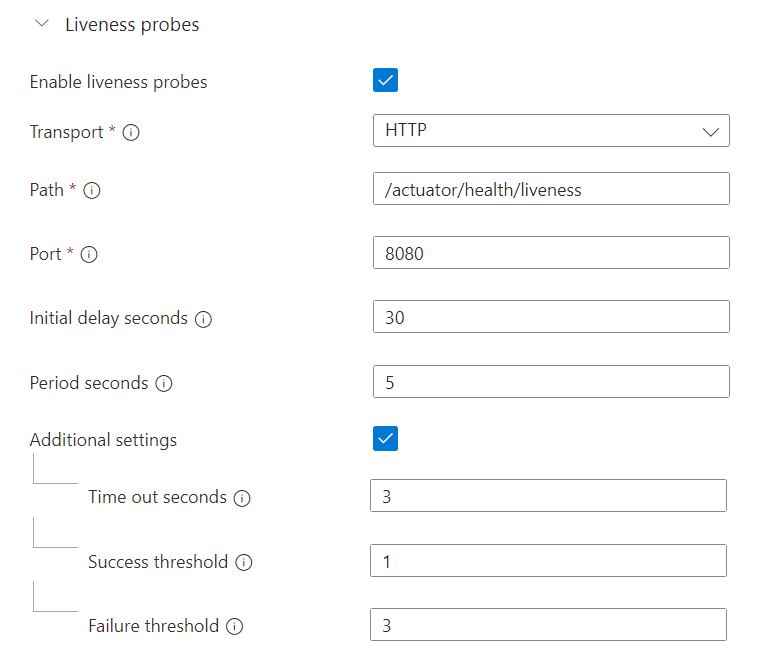 Liveness probes
Enable liveness probes
Transport * HTTP
Path * /actuator/health/liveness
Port * 8080
Initial delay seconds 30
Period seconds 5
Additional settings
Time out seconds 3
Success threshold 1
Failure threshold 3